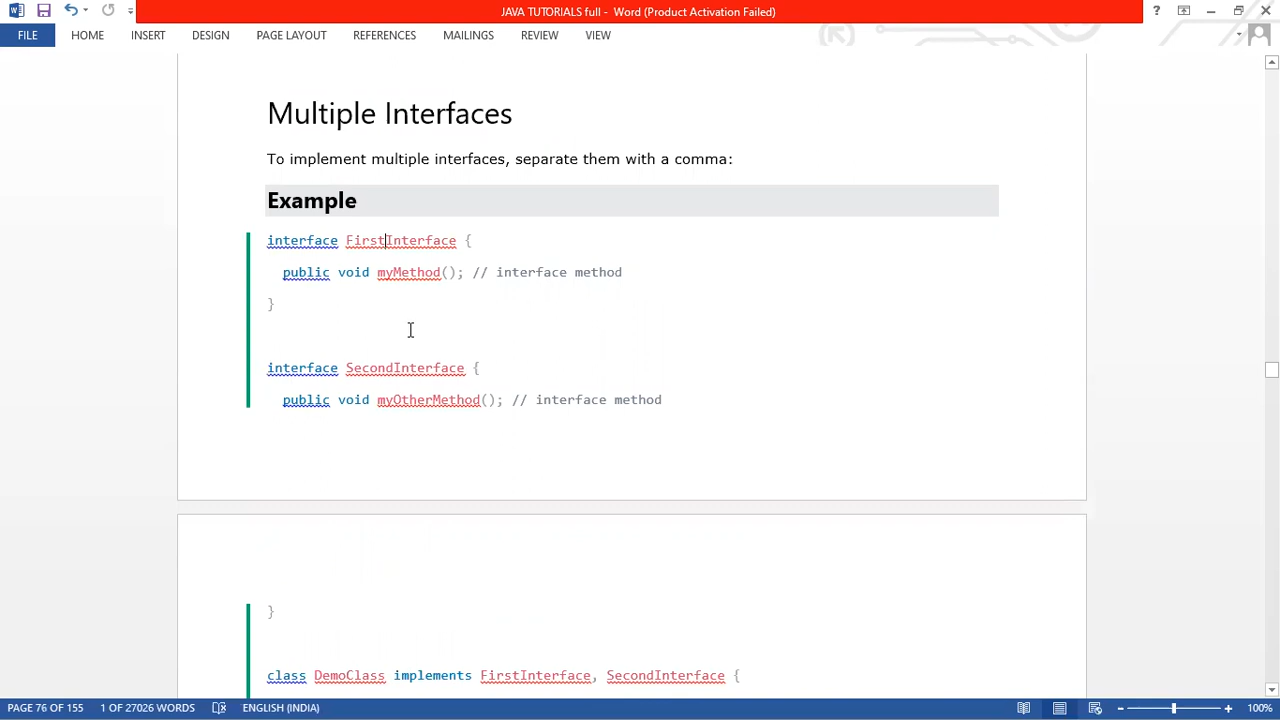 JAVA TUTORIALS full - Word (Product Activation Failed)
FILE HOME INSERT DESIGN PAGE LAYOUT REFERENCES MAILINGS REVIEW VIEW
Multiple Interfaces
To implement multiple interfaces, separate them with a comma:
Example
interface FirstInterface {
public void myMethod(); // interface method
}
interface SecondInterface {
public void myOtherMethod(); // interface method
}
class DemoClass implements FirstInterface, SecondInterface {
PAGE 76 OF 155 1 OF 27026 WORDS ENGLISH (INDIA) 100%